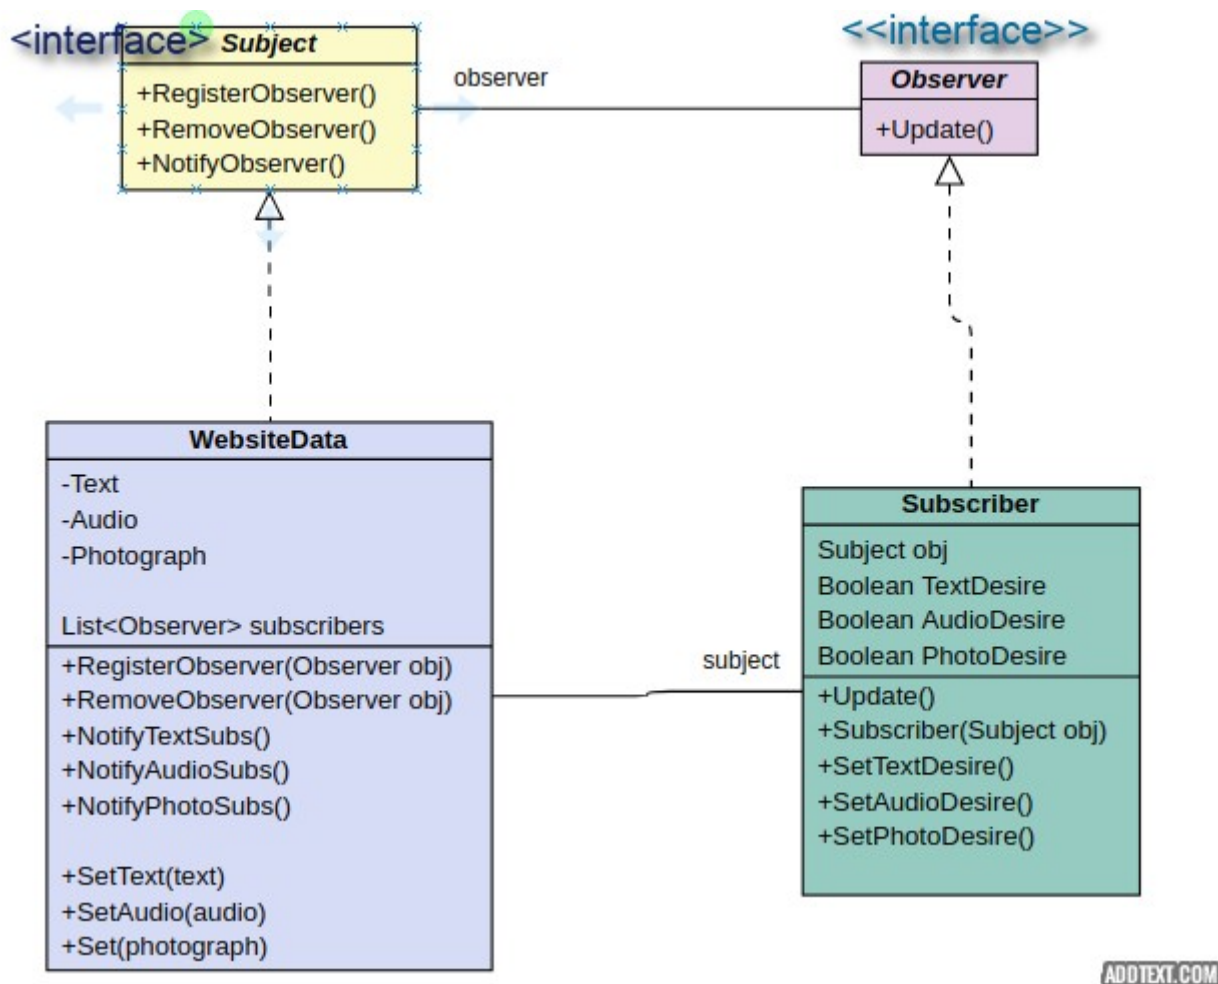 <interface>
Subject
+RegisterObserver()
+RemoveObserver()
+NotifyObserver()
observer
<<interface>>
Observer
+Update()
WebsiteData
-Text
-Audio
-Photograph
List<Observer> subscribers
+RegisterObserver(Observer obj)
+RemoveObserver(Observer obj)
+NotifyTextSubs()
+NotifyAudioSubs()
+NotifyPhotoSubs()
+SetText(text)
+SetAudio(audio)
+Set(photograph)
subject
Subscriber
Subject obj
Boolean TextDesire
Boolean AudioDesire
Boolean PhotoDesire
+Update()
+Subscriber(Subject obj)
+SetTextDesire()
+SetAudioDesire()
+SetPhotoDesire()
ADDTEXT.COM